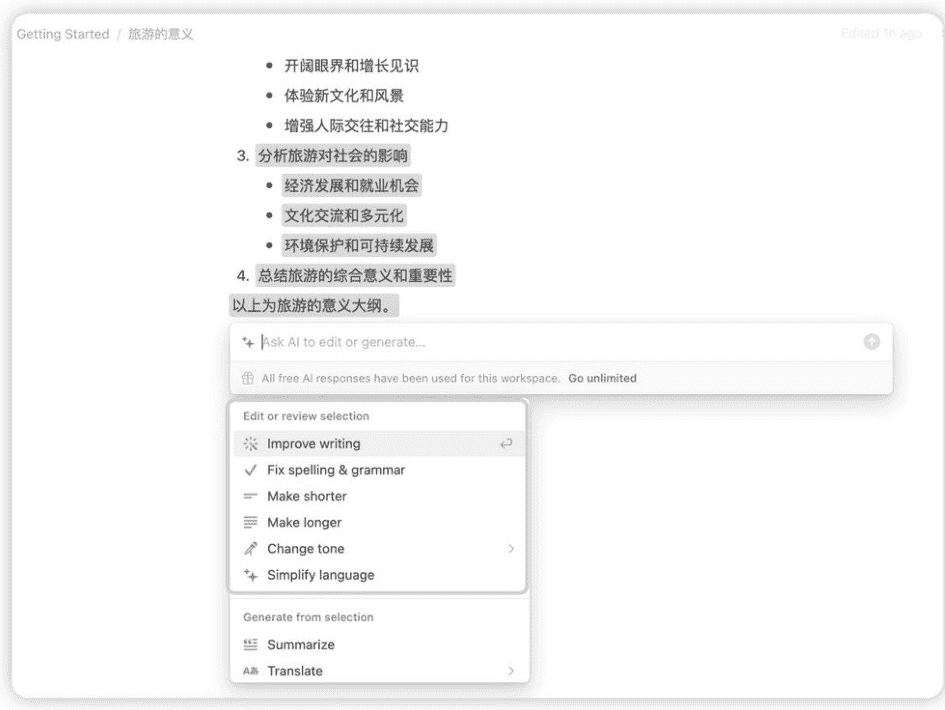 Getting Started / 旅游的意义
Edited 1h ago
• 开阔眼界和增长见识
• 体验新文化和风景
• 增强人际交往和社交能力
3. 分析旅游对社会的影响
• 经济发展和就业机会
• 文化交流和多元化
• 环境保护和可持续发展
4. 总结旅游的综合意义和重要性
以上为旅游的意义大纲。
Ask AI to edit or generate...
All free AI responses have been used for this workspace. Go unlimited
Edit or review selection
Improve writing
Fix spelling & grammar
Make shorter
Make longer
Change tone
Simplify language
Generate from selection
Summarize
Translate